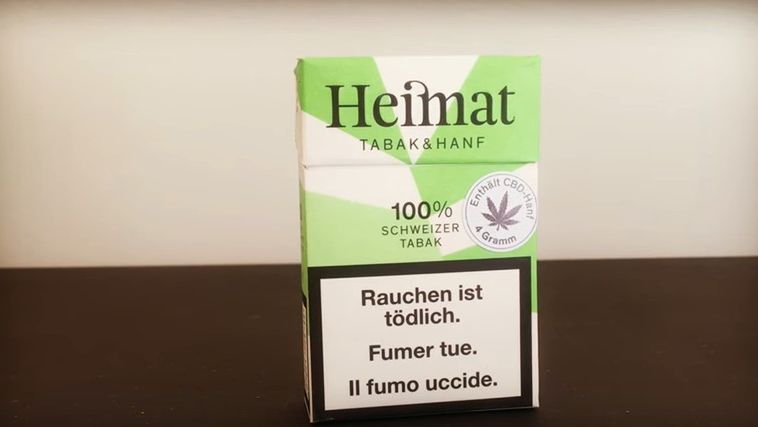 Heimat
TABAK&HANF
100%
SCHWEIZER
TABAK
Enthält CBD-Hanf
4 Gramm
Rauchen ist
tödlich.
Fumer tue.
Il fumo uccide.